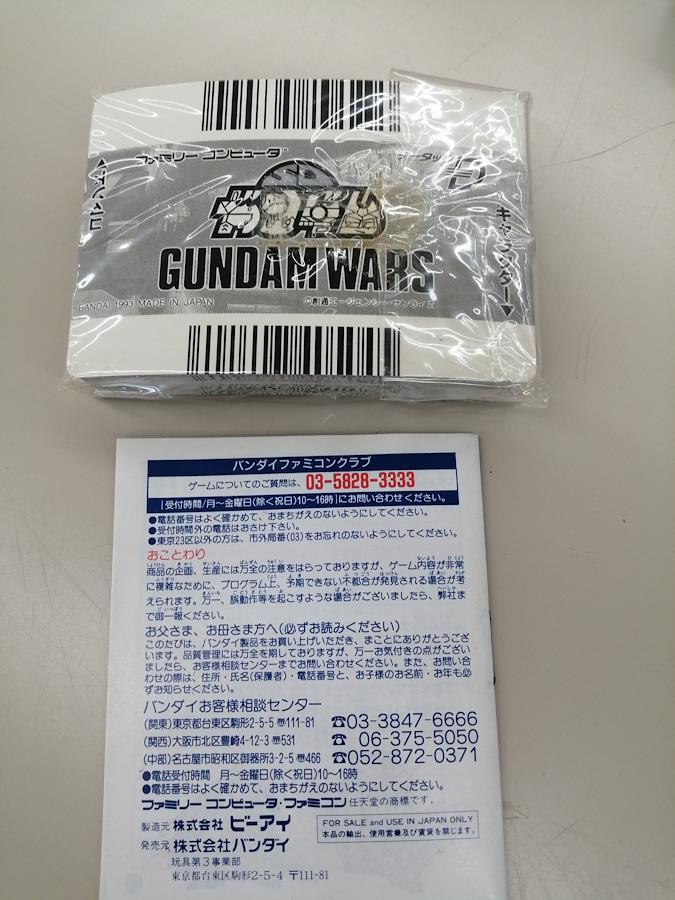 ファミリー コンピュータ
SD
ガンダム
GUNDAM WARS
キャラクター
BANDAI 1993 MADE IN JAPAN
©創通エージェンシー・サンライズ
バンダイファミコンクラブ
ゲームについてのご質問は、03-5828-3333
[受付時間/月～金曜日(除く祝日)10～16時]にお問い合わせください。
●電話番号はよく確かめて、おまちがえのないようにしてください。
●受付時間外の電話はおさけ下さい。
●東京23区以外の方は、市外局番(03)をお忘れのないようにしてください。
おことわり
商品の企画、生産には万全の注意をはらっておりますが、ゲーム内容が非常
に複雑なために、プログラム上、予期できない不都合が発見される場合が考
えられます。万一、誤動作等を起こすような場合がございましたら、弊社ま
で御一報ください。
お父さま、お母さま方へ(必ずお読みください)
このたびは、バンダイ製品をお買い上げいただき、まことにありがとうござ
います。品質管理には万全を期しておりますが、万一お気付きの点がござい
ましたら、お客様相談センターまでお問い合わせください。また、お問い合
わせの際は、住所・氏名(保護者)・電話番号と、お子様のお名前・お年も必
ずお知らせください。
バンダイお客様相談センター
(関東)東京都台東区駒形2-5-5 〠111-81 ☎03-3847-6666
(関西)大阪市北区豊崎4-12-3 〠531 ☎06-375-5050
(中部)名古屋市昭和区御器所3-2-5 〠466 ☎052-872-0371
●電話受付時間 月～金曜日(除く祝日)10～16時
●電話番号はよく確かめて、おまちがえのないようにしてください。
ファミリー コンピュータ・ファミコン 任天堂の商標です。
製造元 株式会社 ビーアイ
FOR SALE and USE IN JAPAN ONLY
本品の輸出、使用営業及び賃貸を禁じます。
発売元 株式会社バンダイ
玩具第3事業部
東京都台東区駒形2-5-4 〒111-81